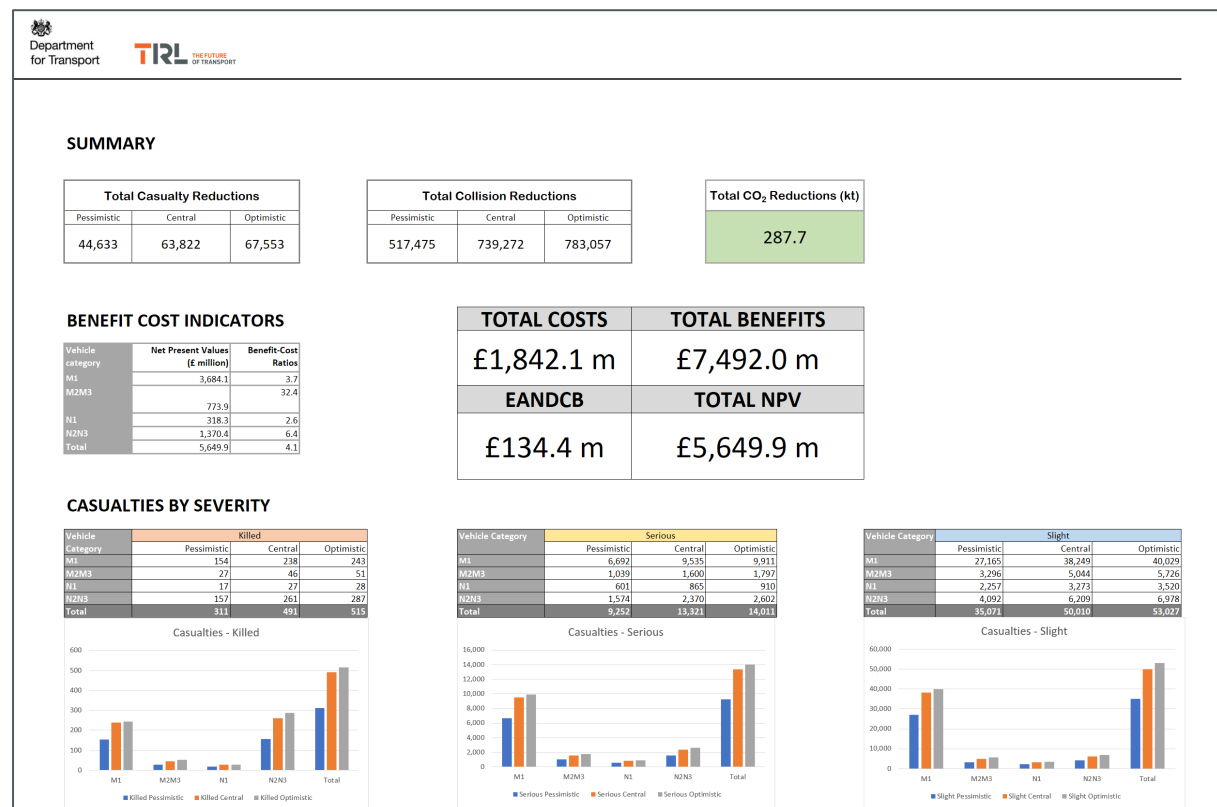 Department
for Transport
TRL THE FUTURE
OF TRANSPORT
SUMMARY
Total Casualty Reductions
Pessimistic Central Optimistic
44,633 63,822 67,553
Total Collision Reductions
Pessimistic Central Optimistic
517,475 739,272 783,057
Total CO₂ Reductions (kt)
287.7
BENEFIT COST INDICATORS
Vehicle category Net Present Values (£ million) Benefit-Cost Ratios
M1 3,684.1 3.7
M2M3 773.9 32.4
N1 318.3 2.6
N2N3 1,370.4 6.4
Total 5,649.9 4.1
TOTAL COSTS TOTAL BENEFITS
£1,842.1 m £7,492.0 m
EANDCB TOTAL NPV
£134.4 m £5,649.9 m
CASUALTIES BY SEVERITY
Vehicle Category Killed
Pessimistic Central Optimistic
M1 154 238 243
M2M3 27 46 51
N1 17 27 28
N2N3 157 261 287
Total 311 491 515
Vehicle Category Serious
Pessimistic Central Optimistic
M1 6,692 9,535 9,911
M2M3 1,039 1,600 1,797
N1 601 865 910
N2N3 1,574 2,370 2,602
Total 9,252 13,321 14,011
Vehicle Category Slight
Pessimistic Central Optimistic
M1 27,165 38,249 40,029
M2M3 3,296 5,044 5,726
N1 2,257 3,273 3,520
N2N3 4,092 6,209 6,978
Total 35,071 50,010 53,027
Casualties - Killed
600
500
400
300
200
100
0
M1 M2M3 N1 N2N3 Total
Killed Pessimistic Killed Central Killed Optimistic
Casualties - Serious
16,000
14,000
12,000
10,000
8,000
6,000
4,000
2,000
0
M1 M2M3 N1 N2N3 Total
Serious Pessimistic Serious Central Serious Optimistic
Casualties - Slight
60,000
50,000
40,000
30,000
20,000
10,000
0
M1 M2M3 N1 N2N3 Total
Slight Pessimistic Slight Central Slight Optimistic